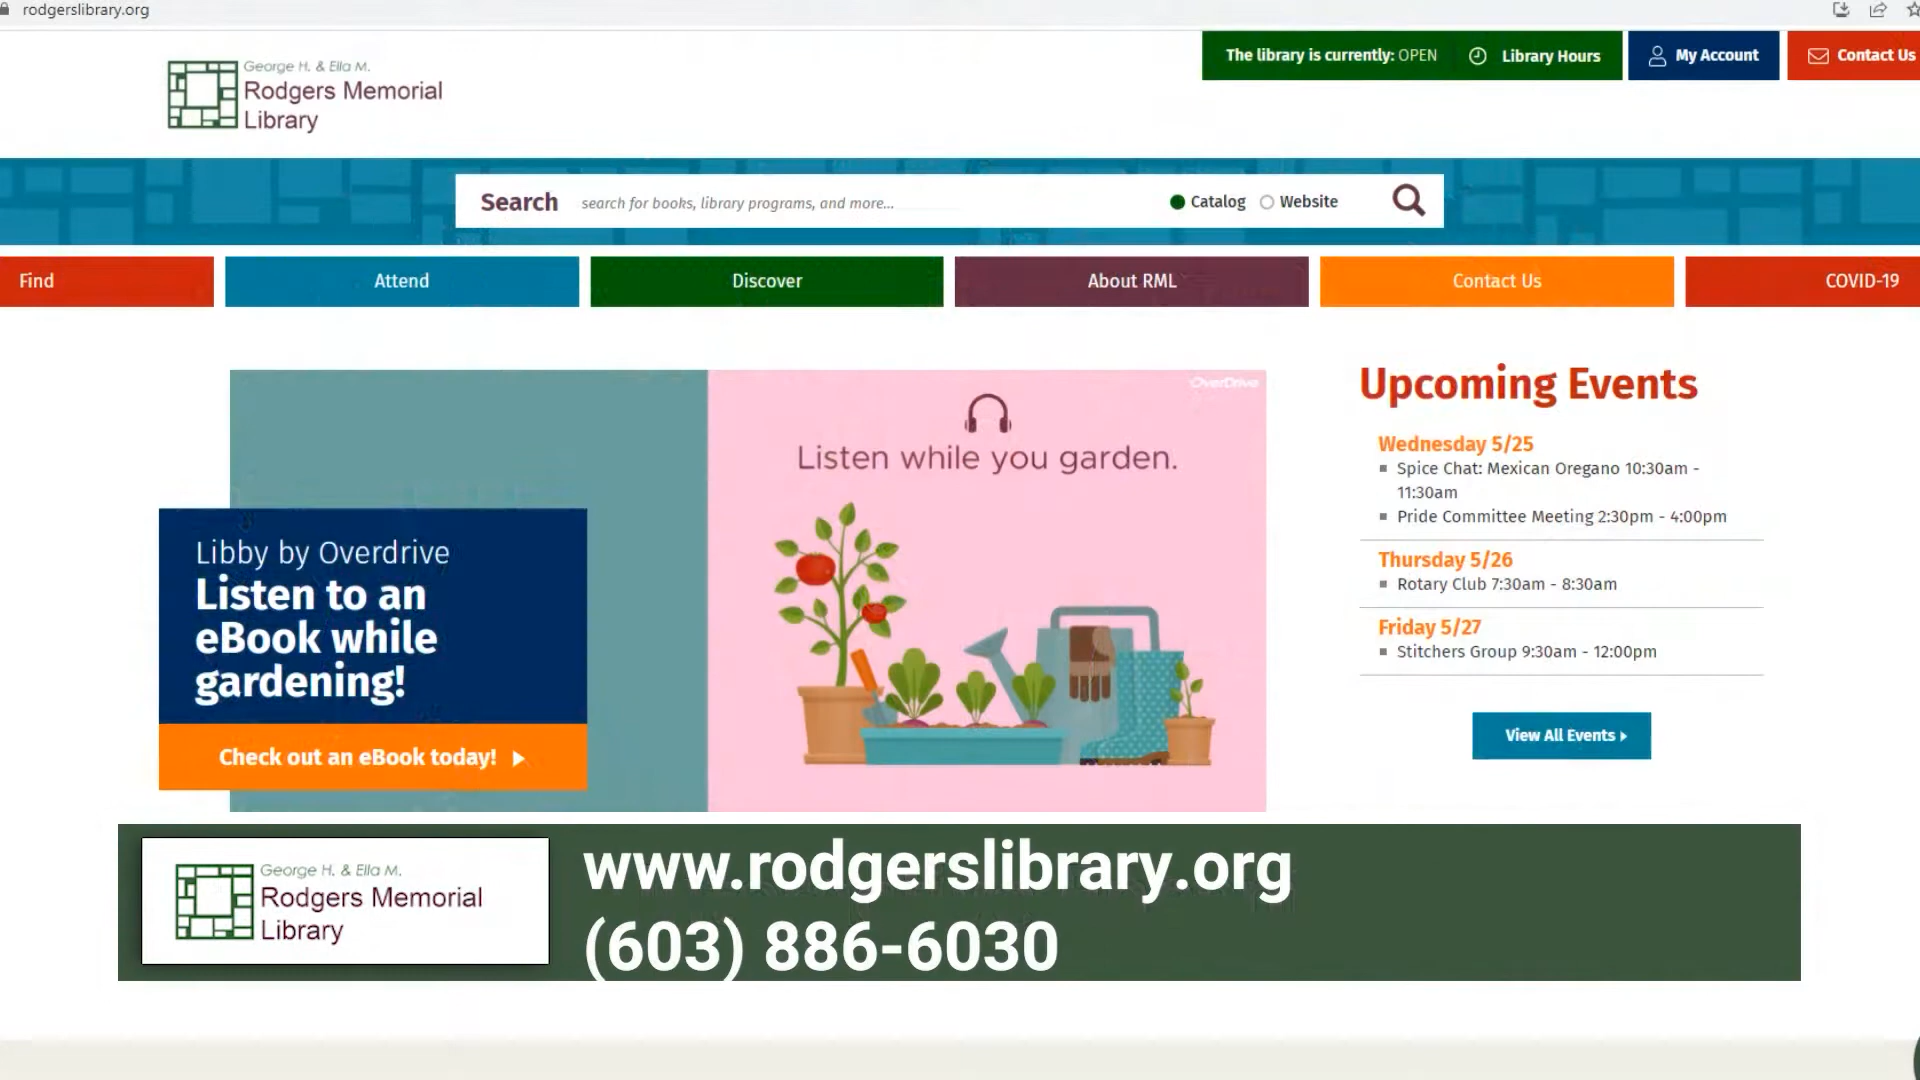 rodgerslibrary.org
George H. & Ella M.
Rodgers Memorial
Library
The library is currently: OPEN
Library Hours
My Account
Contact Us
Search
search for books, library programs, and more...
Catalog
Website
Find
Attend
Discover
About RML
Contact Us
COVID-19
OverDrive
Listen while you garden.
Libby by Overdrive
Listen to an
eBook while
gardening!
Check out an eBook today!
Upcoming Events
Wednesday 5/25
Spice Chat: Mexican Oregano 10:30am -
11:30am
Pride Committee Meeting 2:30pm - 4:00pm
Thursday 5/26
Rotary Club 7:30am - 8:30am
Friday 5/27
Stitchers Group 9:30am - 12:00pm
View All Events
George H. & Ella M.
Rodgers Memorial
Library
www.rodgerslibrary.org
(603) 886-6030